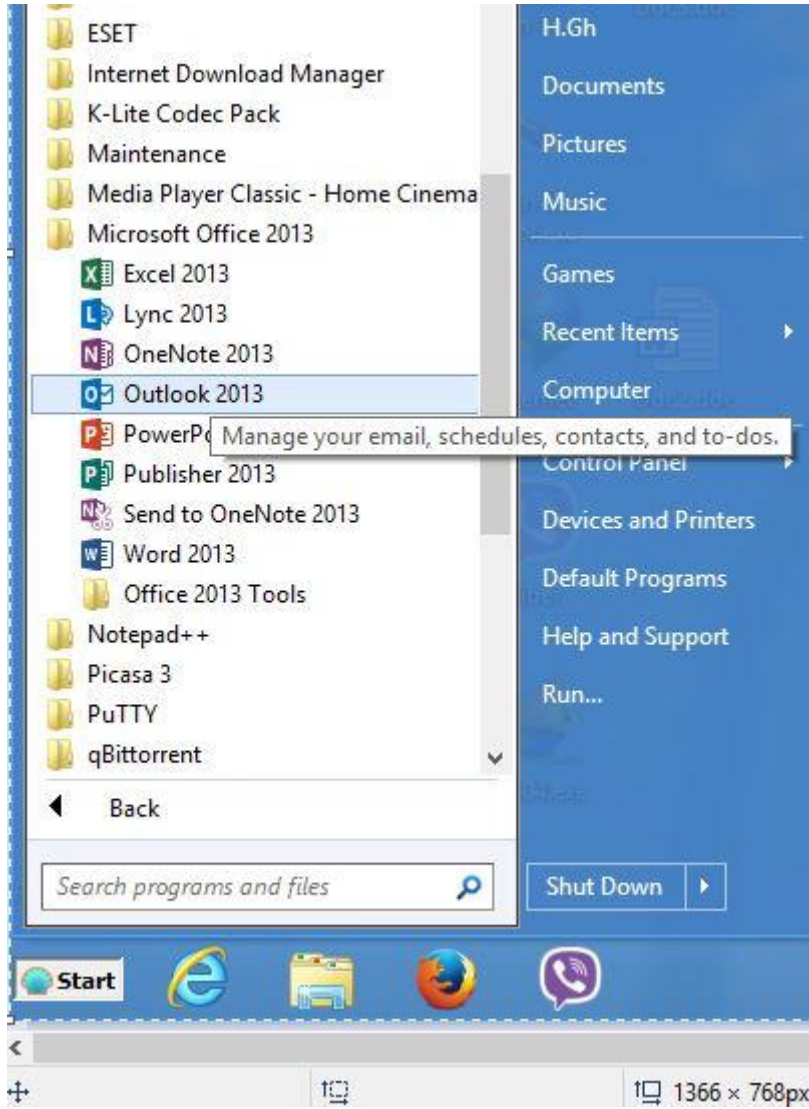 ESET
Internet Download Manager
K-Lite Codec Pack
Maintenance
Media Player Classic - Home Cinema
Microsoft Office 2013
Excel 2013
Lync 2013
OneNote 2013
Outlook 2013
PowerPo
Manage your email, schedules, contacts, and to-dos.
Publisher 2013
Send to OneNote 2013
Word 2013
Office 2013 Tools
Notepad++
Picasa 3
PuTTY
qBittorrent
Back
Search programs and files
H.Gh
Documents
Pictures
Music
Games
Recent Items
Computer
Control Panel
Devices and Printers
Default Programs
Help and Support
Run...
Shut Down
Start
1366 × 768px